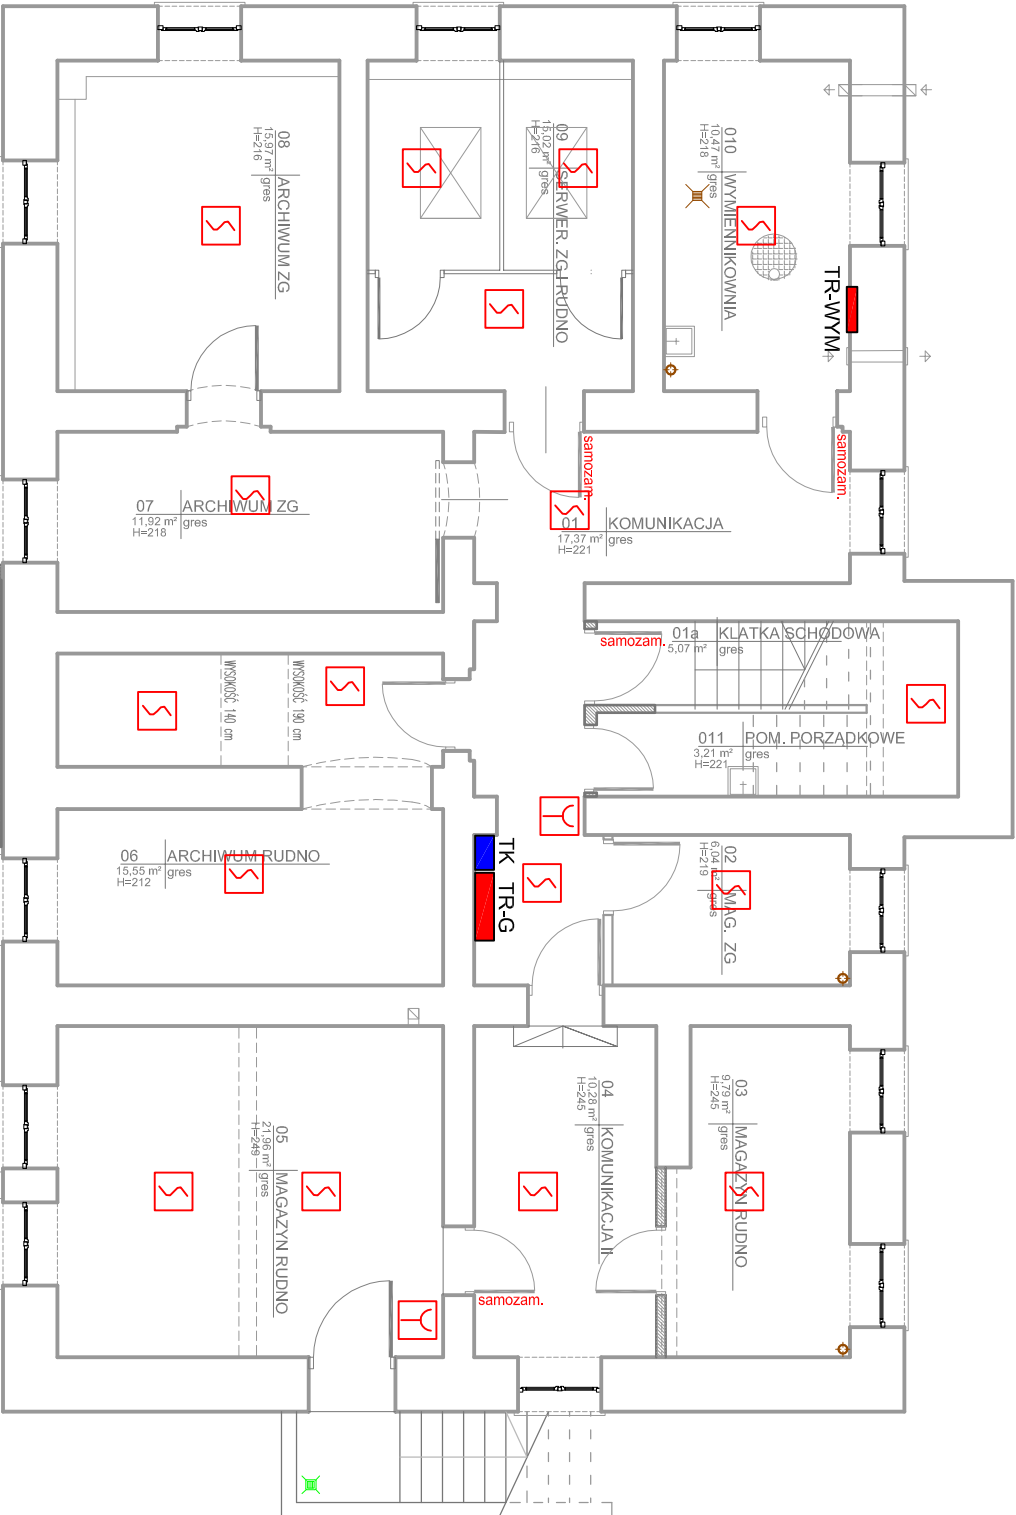 08 ARCHIWUM ZG
15,97 m² gres
H=216
09 SERWER. ZG I RUDNO
15,02 m² gres
H=216
010 WYMIENNIKOWNIA
10,47 m² gres
H=218
TR-WYM
samozam.
samozam.
07 ARCHIWUM ZG
11,92 m² gres
H=218
01 KOMUNIKACJA
17,37 m² gres
H=221
samozam.
01a KLATKA SCHODOWA
5,07 m² gres
WYSOKOŚĆ 140 cm
WYSOKOŚĆ 190 cm
011 POM. PORZĄDKOWE
3,21 m² gres
H=221
06 ARCHIWUM RUDNO
15,55 m² gres
H=212
TK TR-G
02 MAG. ZG
6,04 m² gres
H=219
05 MAGAZYN RUDNO
21,96 m² gres
H=249
04 KOMUNIKACJA II
10,28 m² gres
H=245
03 MAGAZYN RUDNO
9,79 m² gres
H=245
samozam.